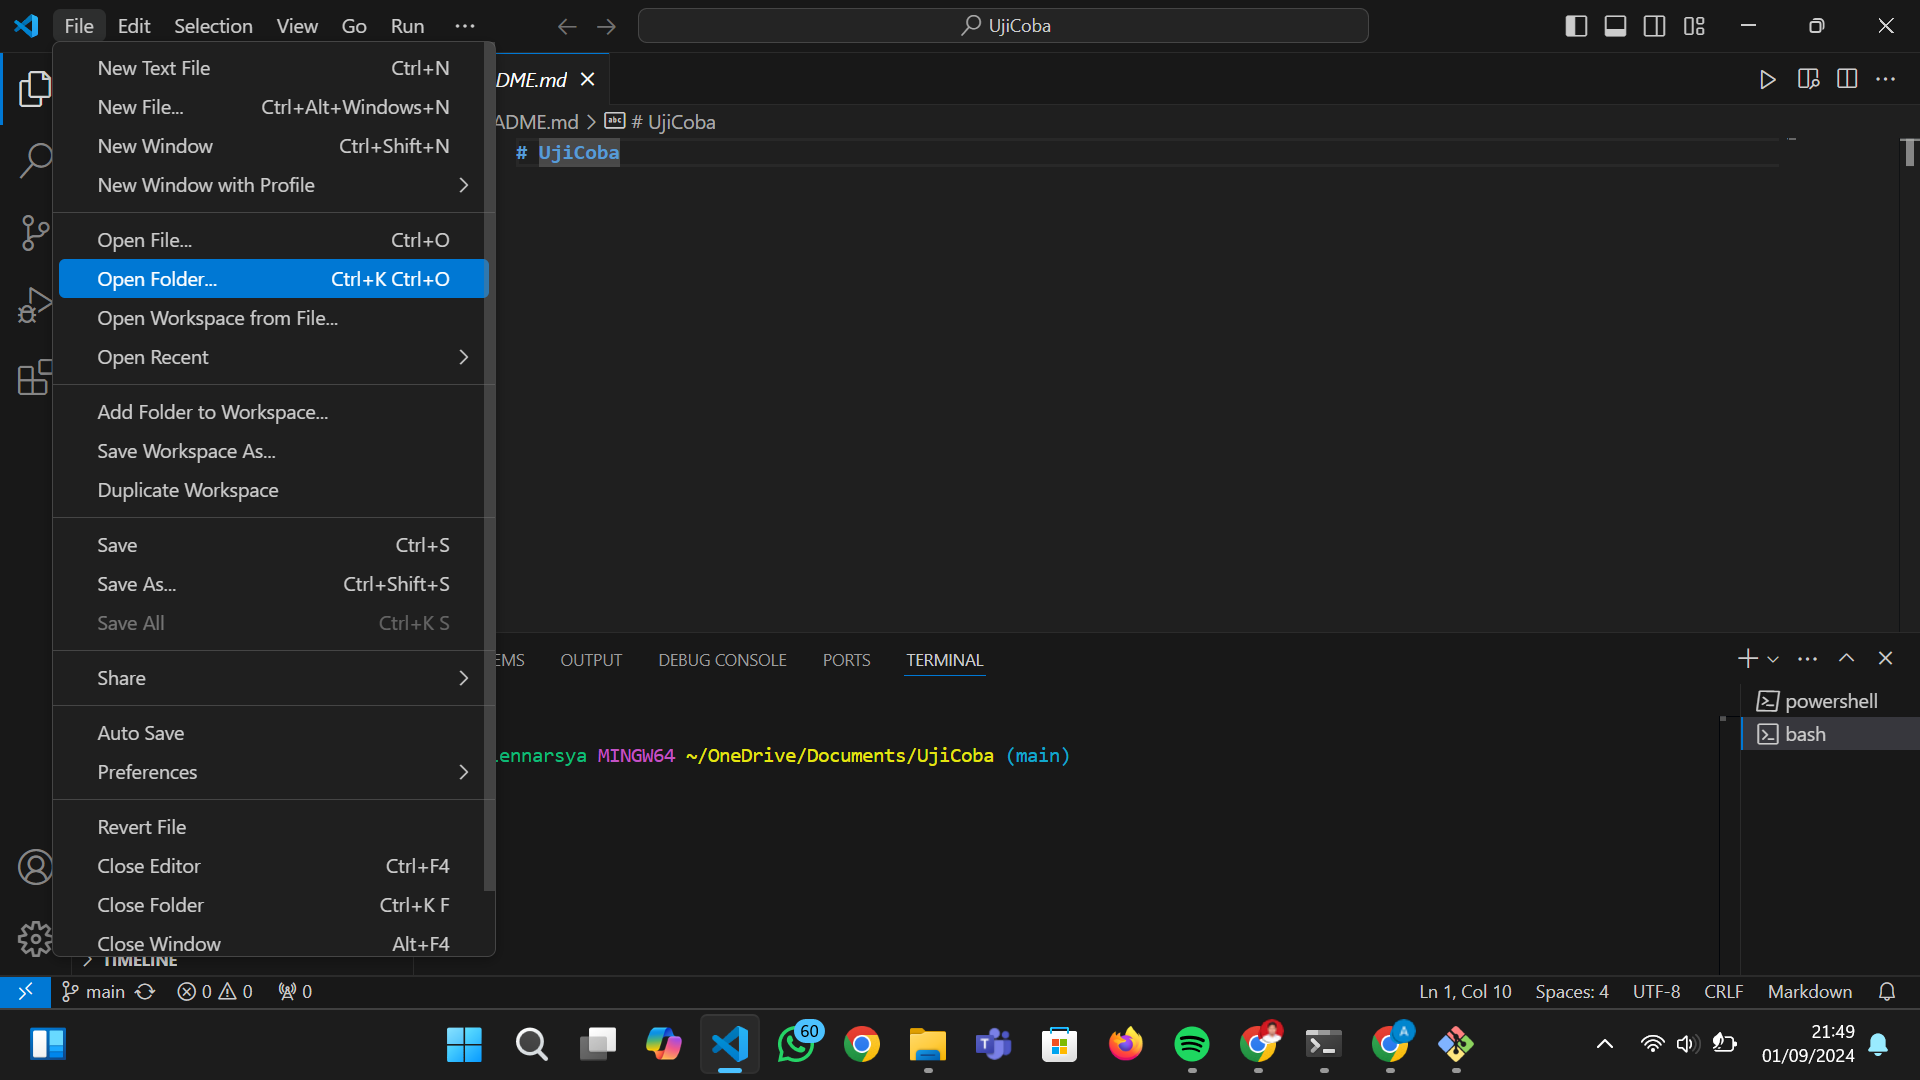 File Edit Selection View Go Run ··· UjiCoba
New Text File Ctrl+N
New File... Ctrl+Alt+Windows+N
New Window Ctrl+Shift+N
New Window with Profile
Open File... Ctrl+O
Open Folder... Ctrl+K Ctrl+O
Open Workspace from File...
Open Recent
Add Folder to Workspace...
Save Workspace As...
Duplicate Workspace
Save Ctrl+S
Save As... Ctrl+Shift+S
Save All Ctrl+K S
Share
Auto Save
Preferences
Revert File
Close Editor Ctrl+F4
Close Folder Ctrl+K F
Close Window Alt+F4
TIMELINE
DME.md
ADME.md > abc # UjiCoba
# UjiCoba
EMS OUTPUT DEBUG CONSOLE PORTS TERMINAL
powershell
bash
lennarsya MINGW64 ~/OneDrive/Documents/UjiCoba (main)
main 0 0 0 Ln 1, Col 10 Spaces: 4 UTF-8 CRLF Markdown
60
A
21:49
01/09/2024